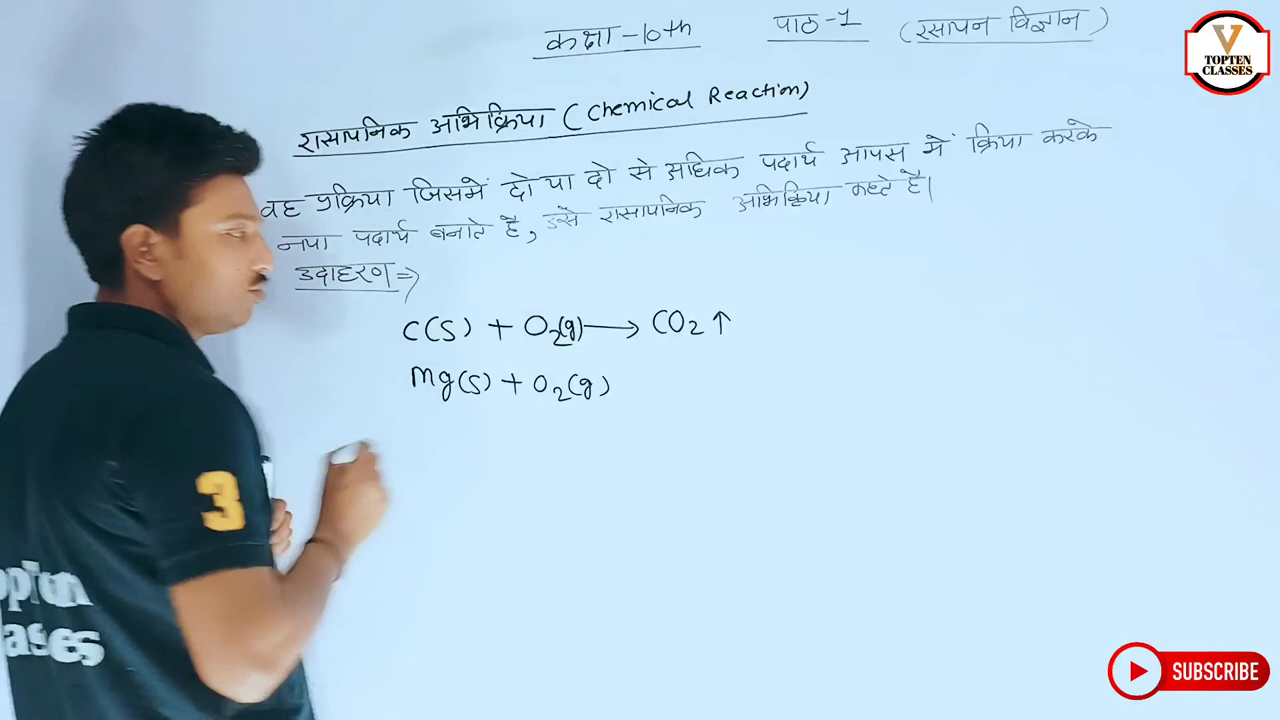 कक्षा-10th पाठ-1 (रसायन विज्ञान)
V
TOPTEN
CLASSES
रासायनिक अभिक्रिया (Chemical Reaction)
वह प्रक्रिया जिसमें दो या दो से अधिक पदार्थ आपस में क्रिया करके
नया पदार्थ बनाते है, उसे रासायनिक अभिक्रिया कहते है।
उदाहरण ⇒
C(S) + O₂(g) ⟶ CO₂ ↑
Mg(s) + O₂(g)
3
SUBSCRIBE